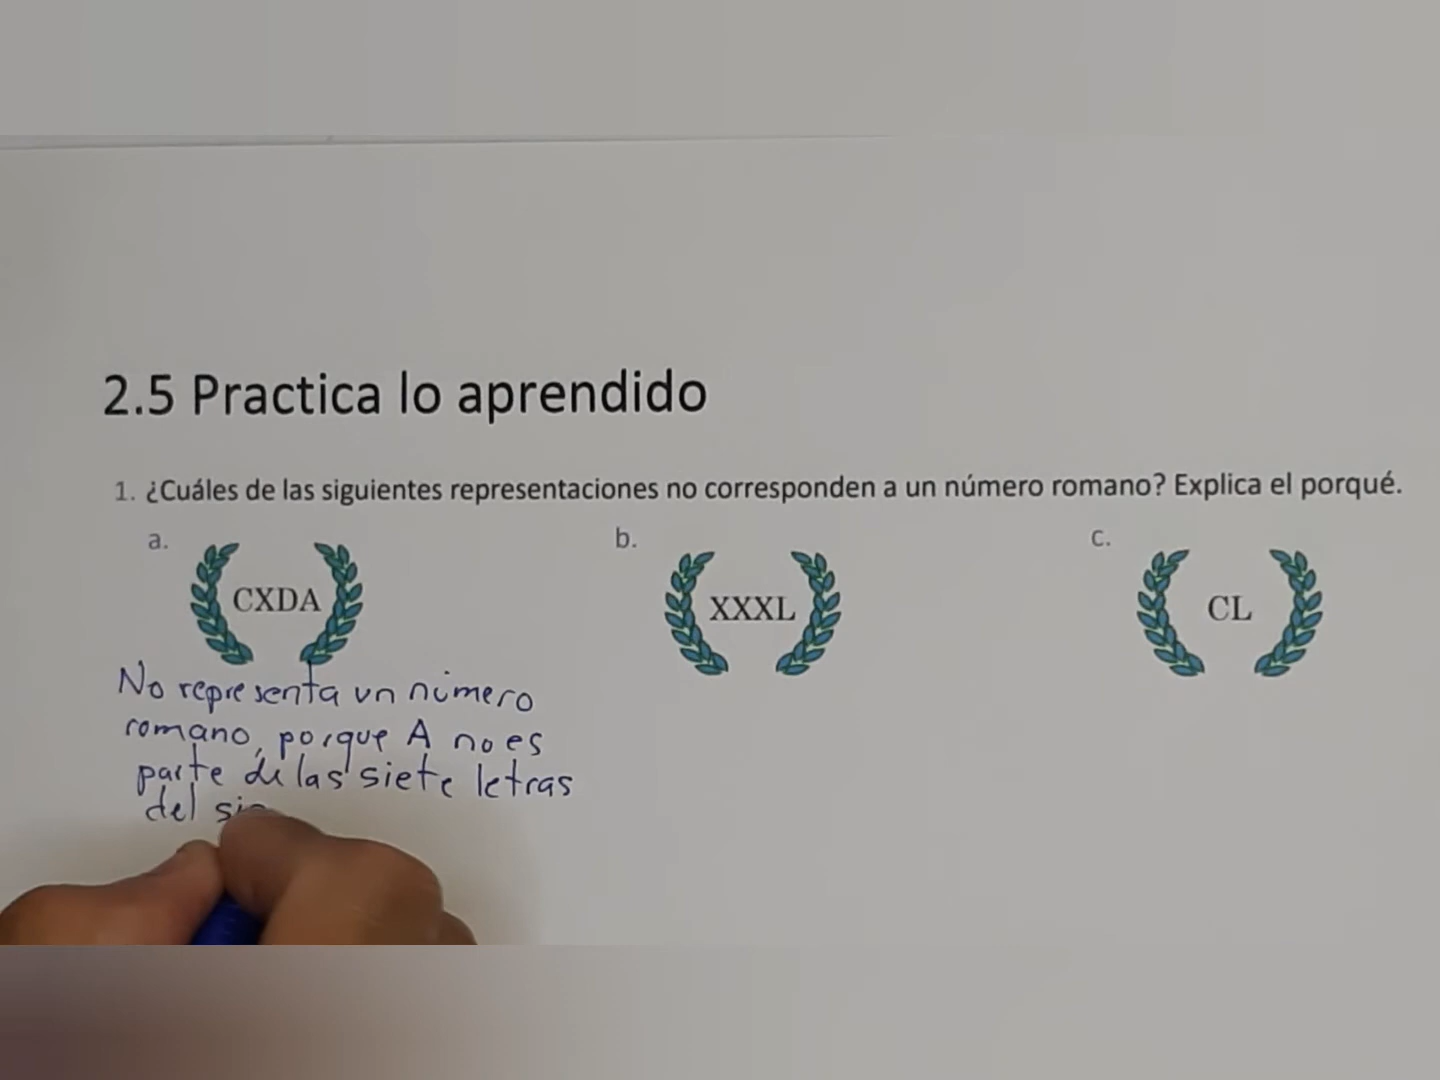 2.5 Practica lo aprendido
1. ¿Cuáles de las siguientes representaciones no corresponden a un número romano? Explica el porqué.
a.
CXDA
b.
XXXL
c.
CL
No representa un número
romano, porque A no es
parte de las siete letras
del